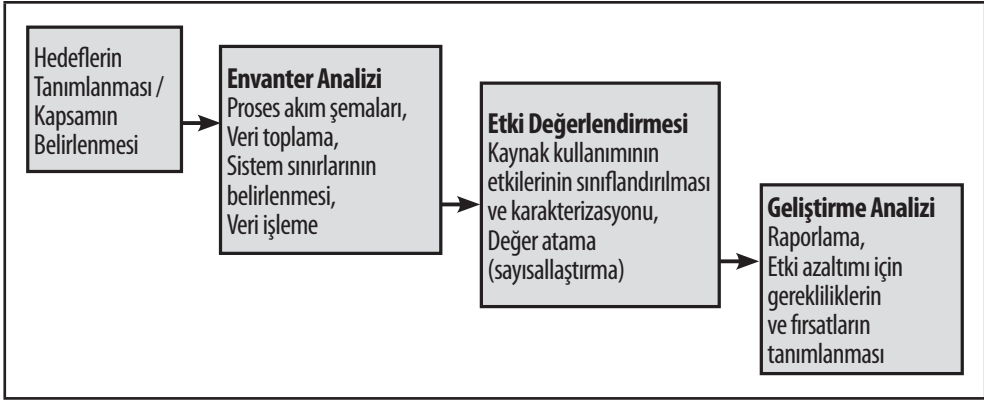 Hedeflerin
Tanımlanması /
Kapsamın
Belirlenmesi
Envanter Analizi
Proses akım şemaları,
Veri toplama,
Sistem sınırlarının
belirlenmesi,
Veri işleme
Etki Değerlendirmesi
Kaynak kullanımının
etkilerinin sınıflandırılması
ve karakterizasyonu,
Değer atama
(sayısallaştırma)
Geliştirme Analizi
Raporlama,
Etki azaltımı için
gerekliliklerin
ve fırsatların
tanımlanması